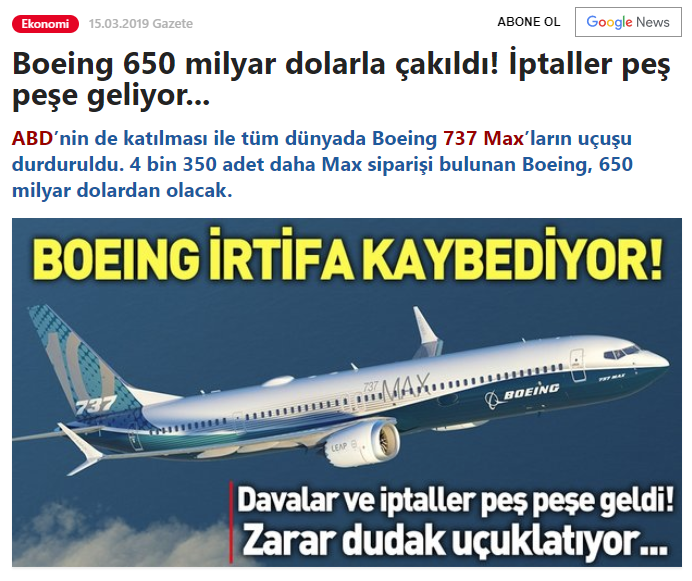 Ekonomi 15.03.2019 Gazete ABONE OL Google News
Boeing 650 milyar dolarla çakıldı! İptaller peş
peşe geliyor...
ABD’nin de katılması ile tüm dünyada Boeing 737 Max’ların uçuşu
durduruldu. 4 bin 350 adet daha Max siparişi bulunan Boeing, 650
milyar dolardan olacak.
BOEING İRTİFA KAYBEDİYOR!
737 MAX
737
BOEING
737 MAX
LEAP
Davalar ve iptaller peş peşe geldi!
Zarar dudak uçuklatıyor...